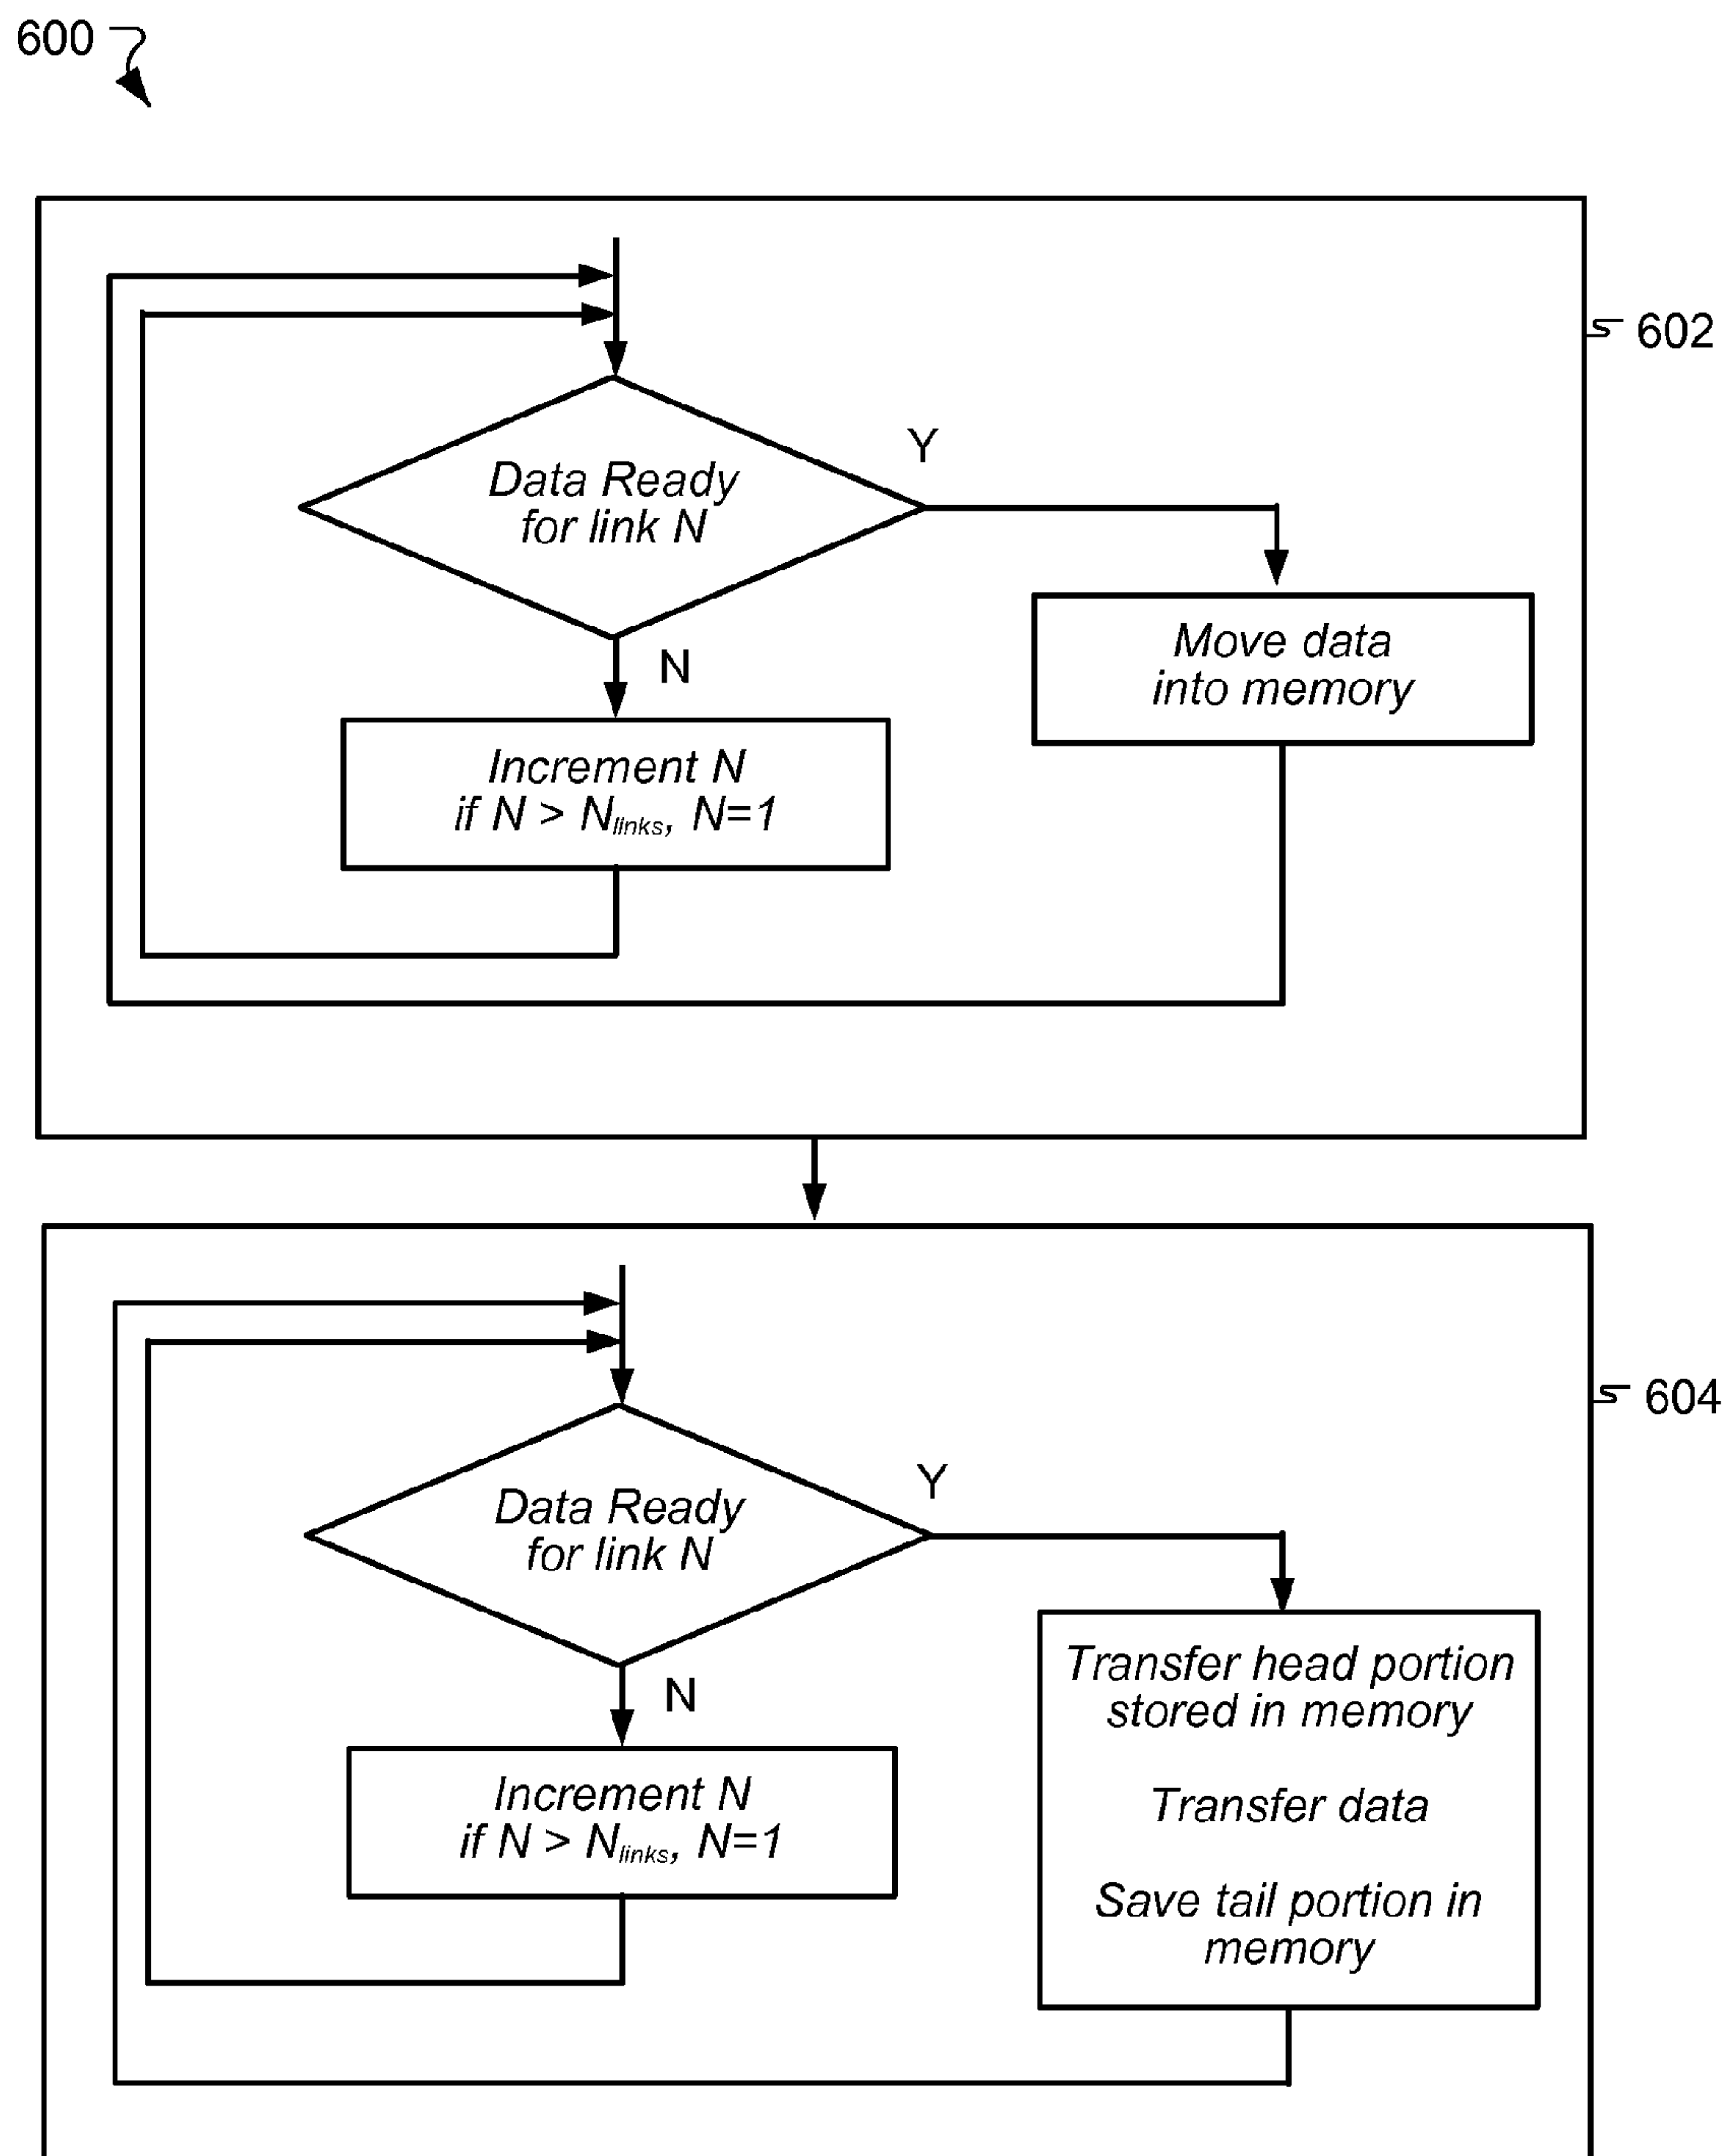 600
602
Data Ready
for link N
Y
N
Move data
into memory
Increment N
if N > Nlinks, N=1
604
Data Ready
for link N
Y
N
Transfer head portion
stored in memory
Transfer data
Save tail portion in
memory
Increment N
if N > Nlinks, N=1